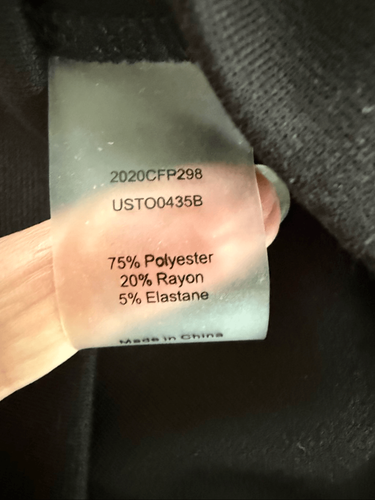 2020CFP298
USTO0435B
75% Polyester
20% Rayon
5% Elastane
Made in China